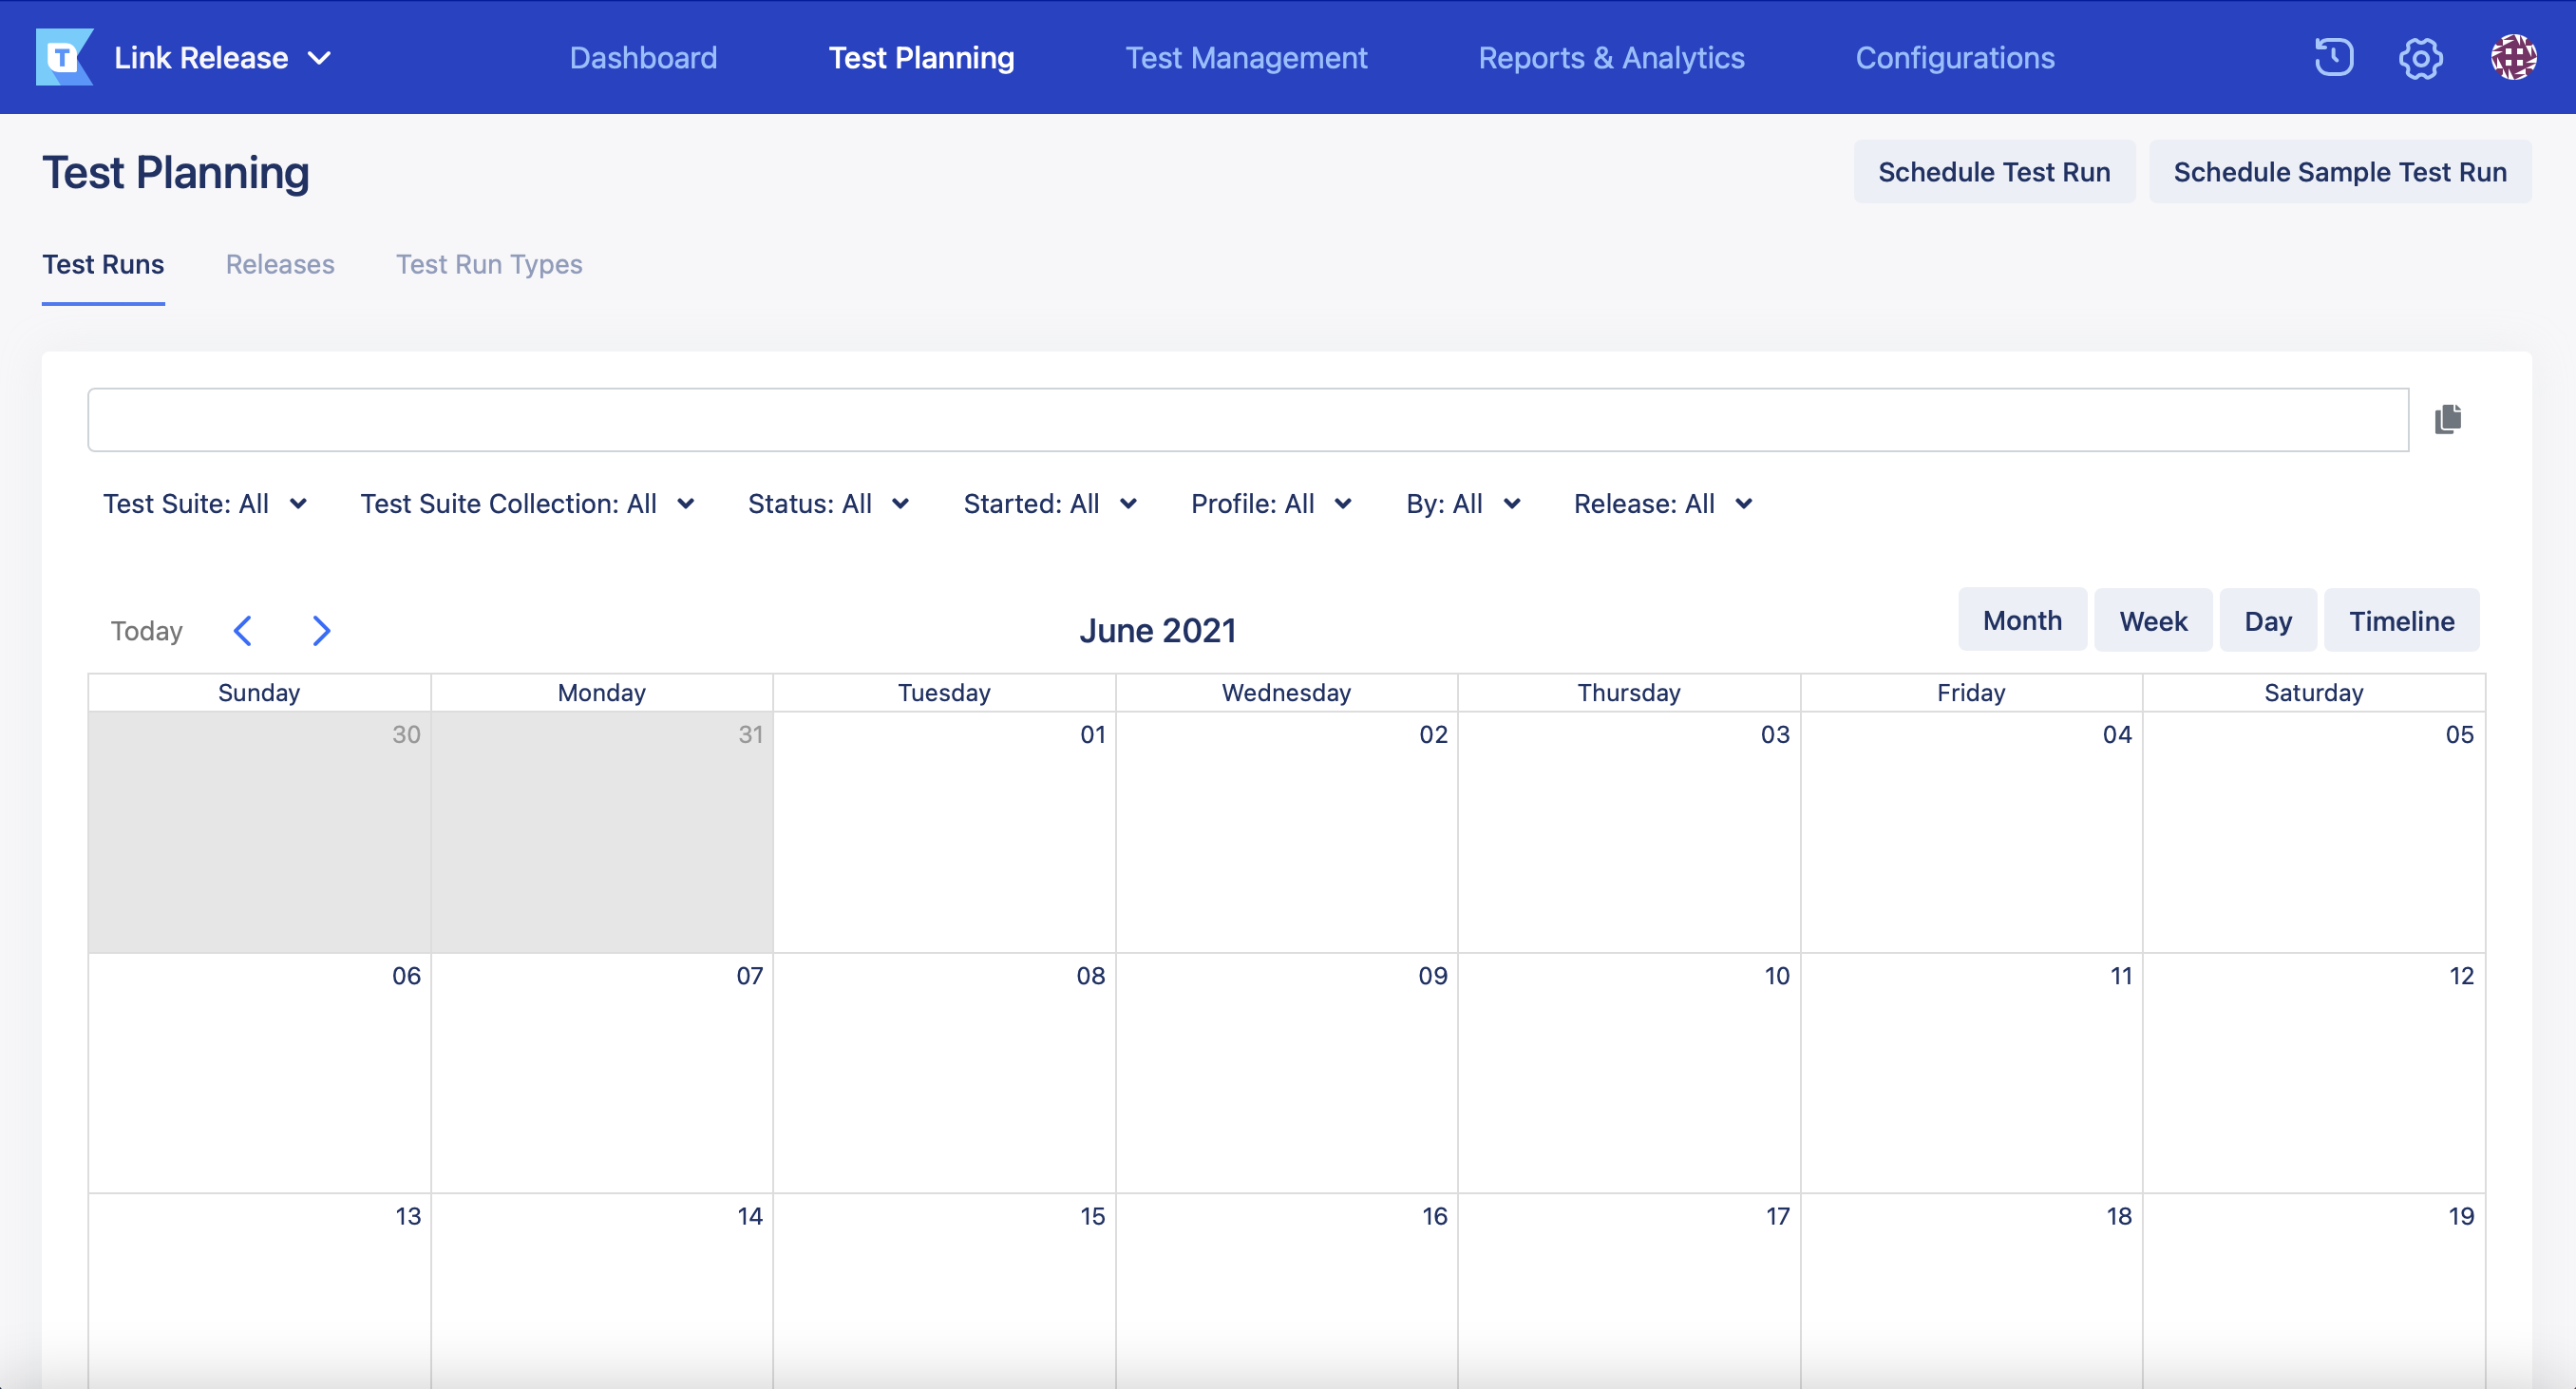 T Link Release
Dashboard Test Planning Test Management Reports & Analytics Configurations
Test Planning
Schedule Test Run Schedule Sample Test Run
Test Runs Releases Test Run Types
Test Suite: All Test Suite Collection: All Status: All Started: All Profile: All By: All Release: All
Today June 2021 Month Week Day Timeline
Sunday Monday Tuesday Wednesday Thursday Friday Saturday
30 31 01 02 03 04 05
06 07 08 09 10 11 12
13 14 15 16 17 18 19